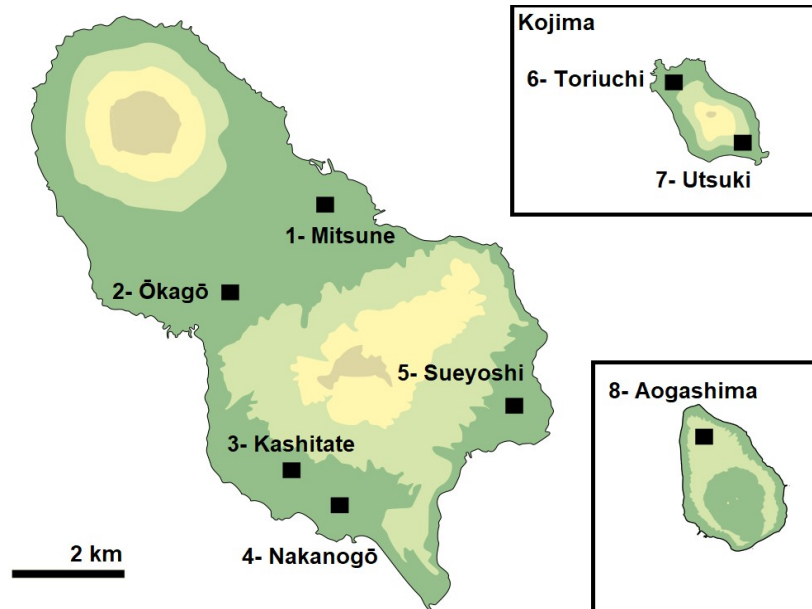 Kojima
6- Toriuchi
7- Utsuki
1- Mitsune
2- Ōkagō
5- Sueyoshi
8- Aogashima
3- Kashitate
4- Nakanogō
2 km